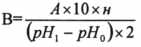 В= A×10×н / (pH₁ − pH₀)×2